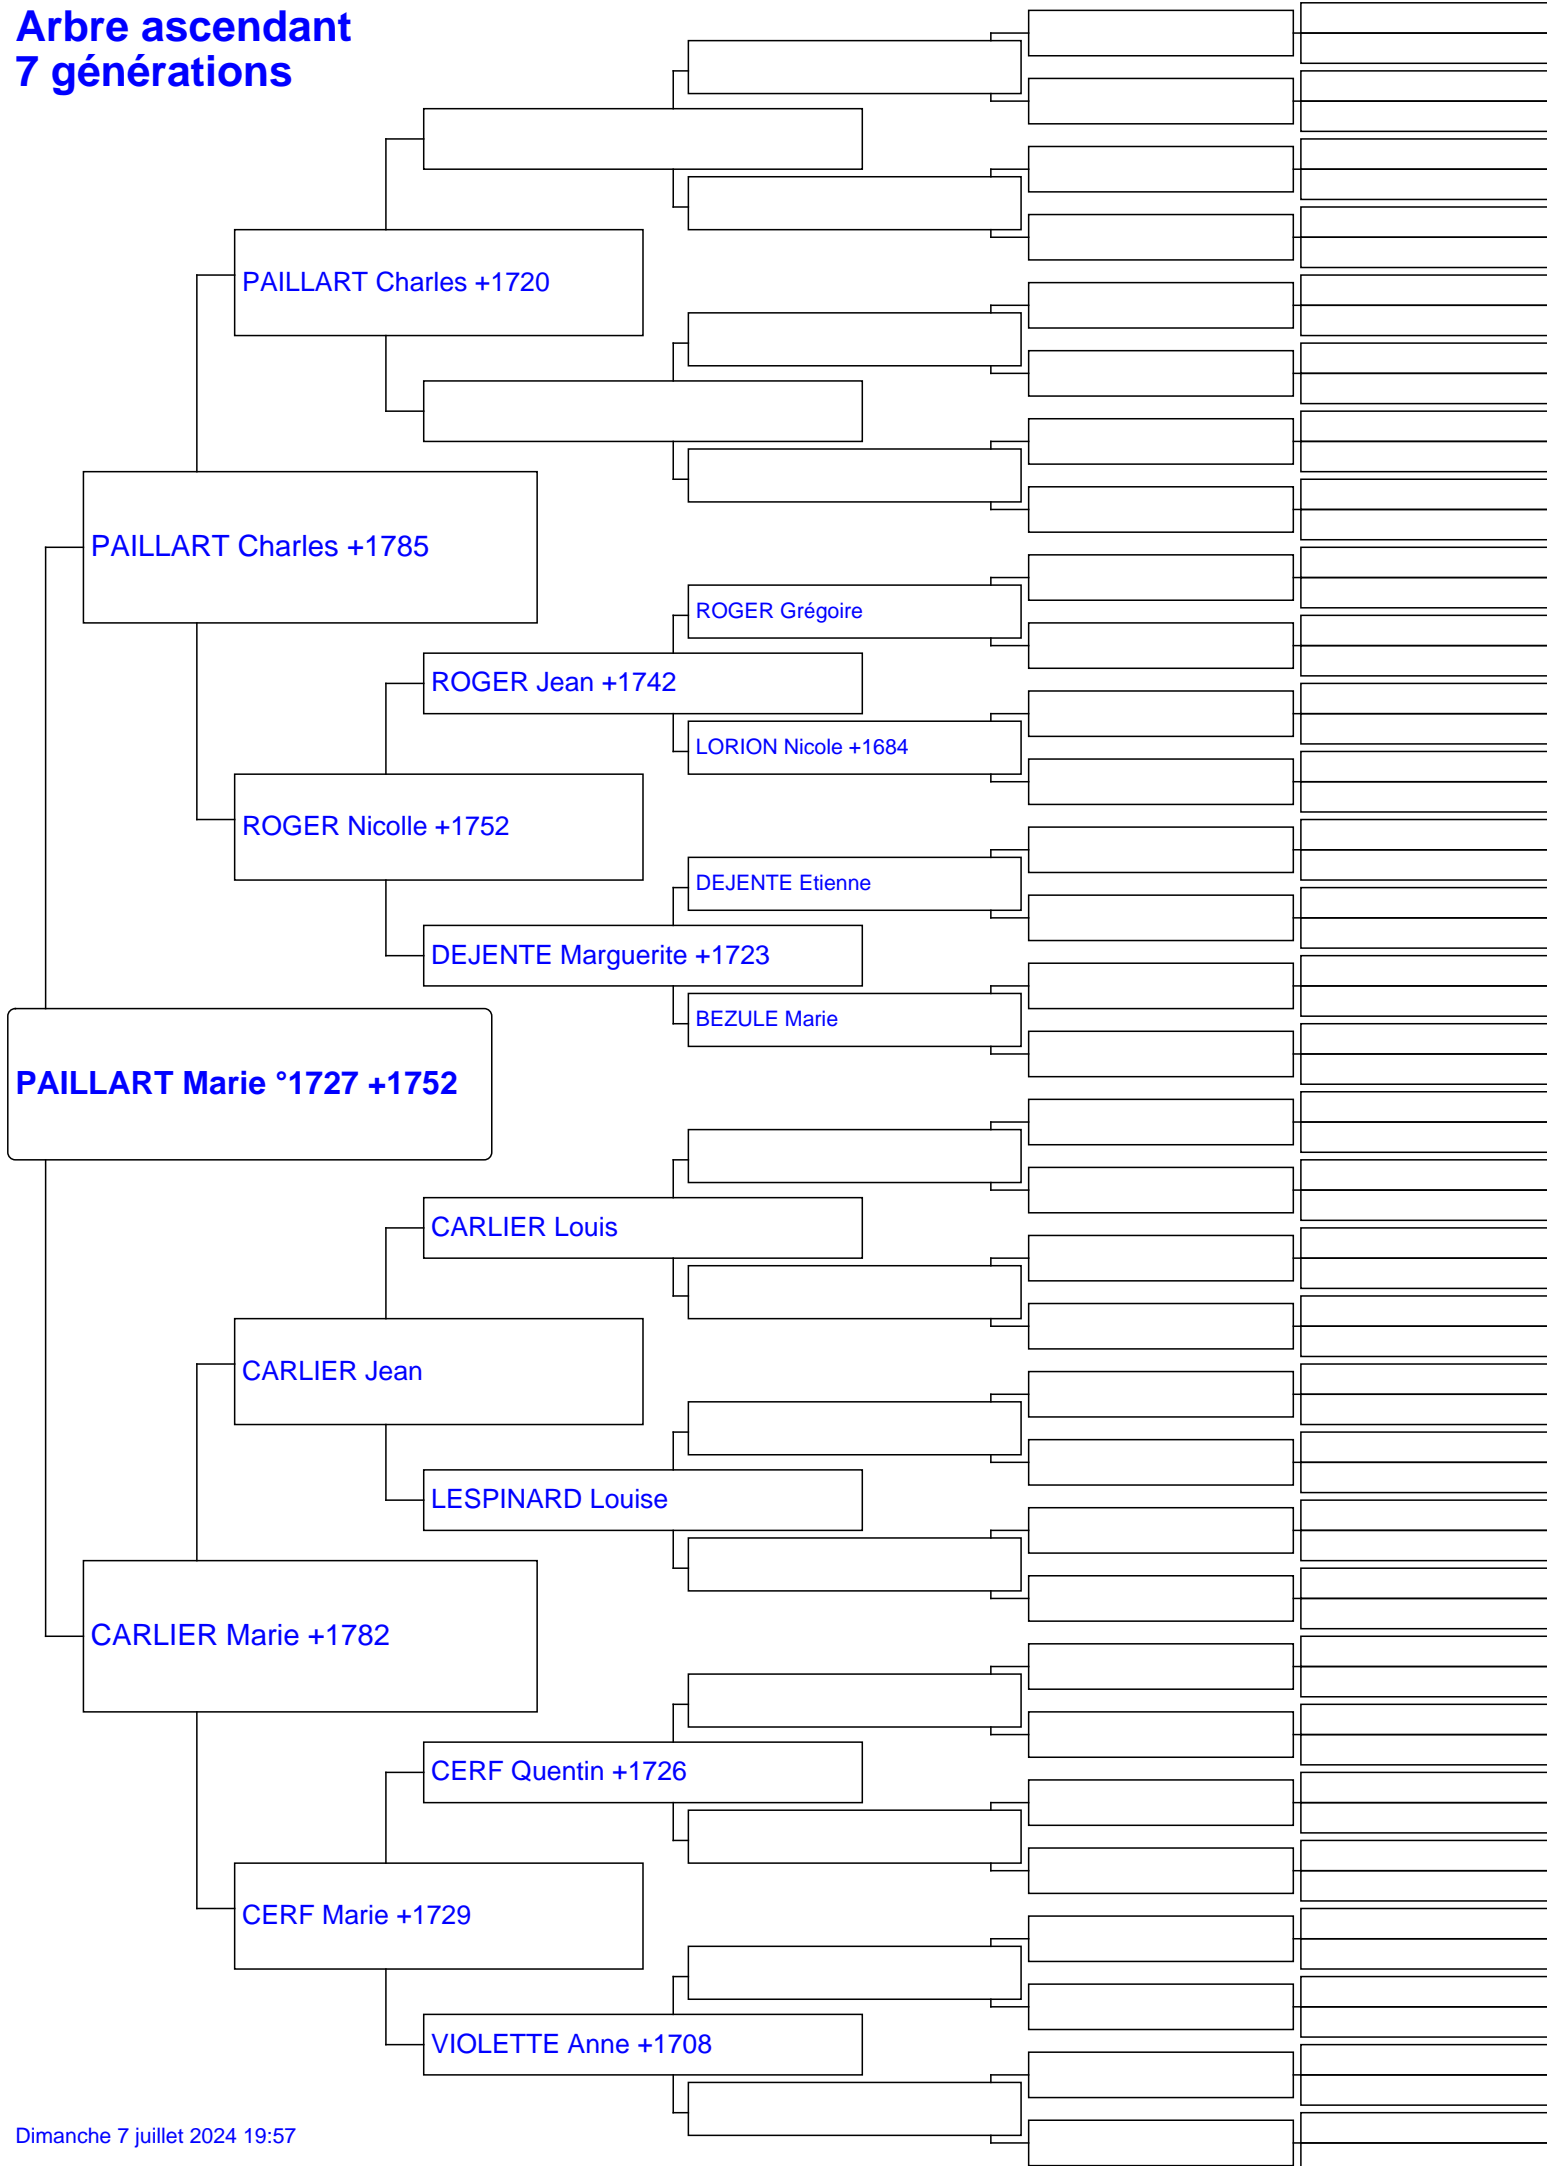 Arbre ascendant
7 générations
PAILLART Charles +1720
PAILLART Charles +1785
ROGER Grégoire
ROGER Jean +1742
LORION Nicole +1684
ROGER Nicolle +1752
DEJENTE Etienne
DEJENTE Marguerite +1723
BEZULE Marie
PAILLART Marie °1727 +1752
CARLIER Louis
CARLIER Jean
LESPINARD Louise
CARLIER Marie +1782
CERF Quentin +1726
CERF Marie +1729
VIOLETTE Anne +1708
Dimanche 7 juillet 2024 19:57